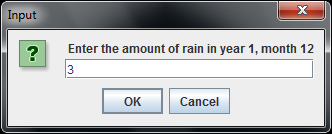 Input
Enter the amount of rain in year 1, month 12
3
OK Cancel